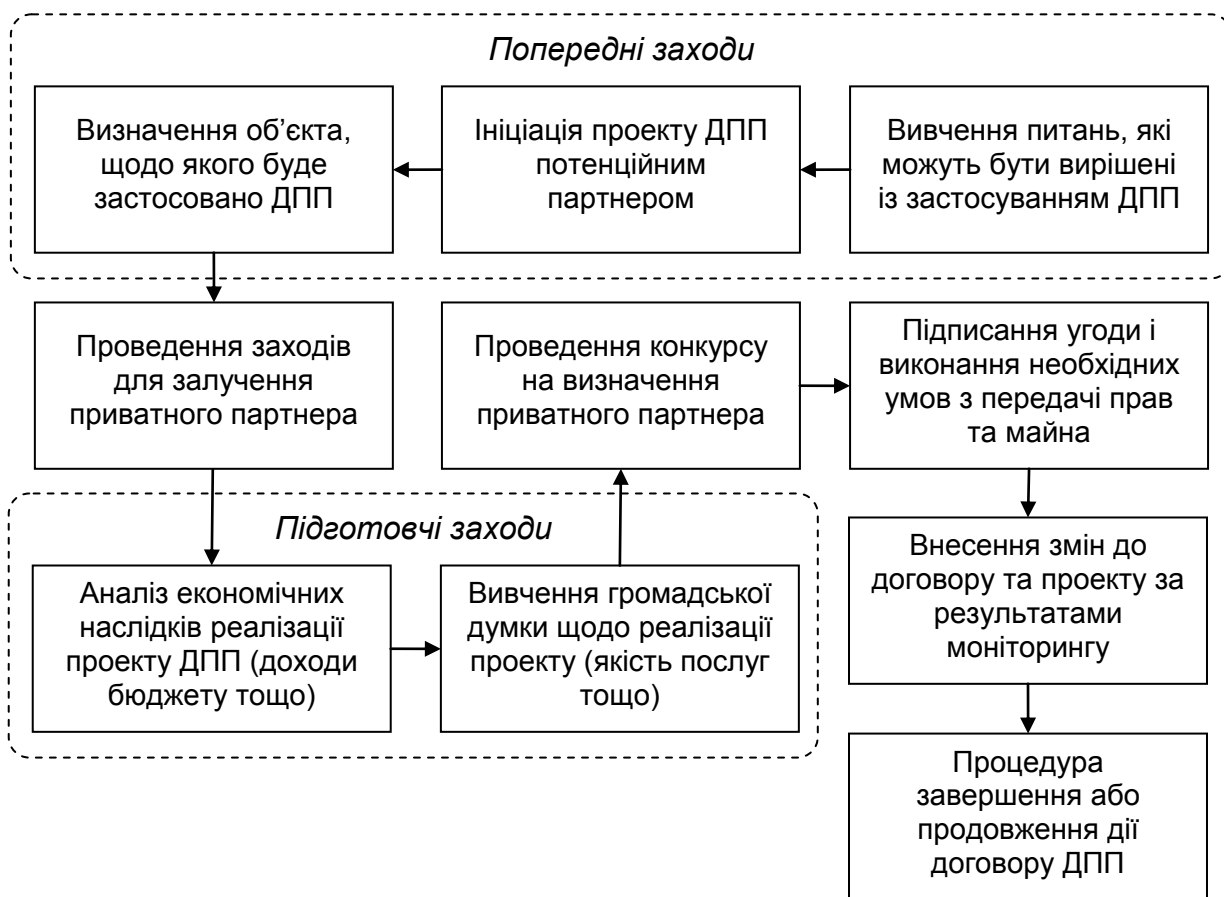 Попередні заходи
Визначення об’єкта,
щодо якого буде
застосовано ДПП
Ініціація проекту ДПП
потенційним
партнером
Вивчення питань, які
можуть бути вирішені
із застосуванням ДПП
Проведення заходів
для залучення
приватного партнера
Проведення конкурсу
на визначення
приватного партнера
Підписання угоди і
виконання необхідних
умов з передачі прав
та майна
Підготовчі заходи
Аналіз економічних
наслідків реалізації
проекту ДПП (доходи
бюджету тощо)
Вивчення громадської
думки щодо реалізації
проекту (якість послуг
тощо)
Внесення змін до
договору та проекту за
результатами
моніторингу
Процедура
завершення або
продовження дії
договору ДПП